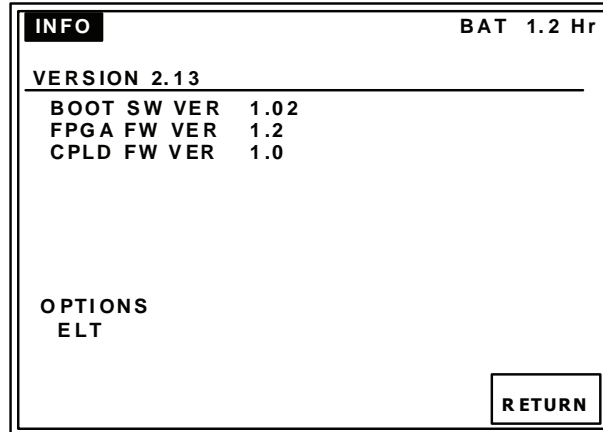 INFO BAT 1.2 Hr
VERSION 2.13
BOOT SW VER 1.02
FPGA FW VER 1.2
CPLD FW VER 1.0
OPTIONS
ELT
RETURN